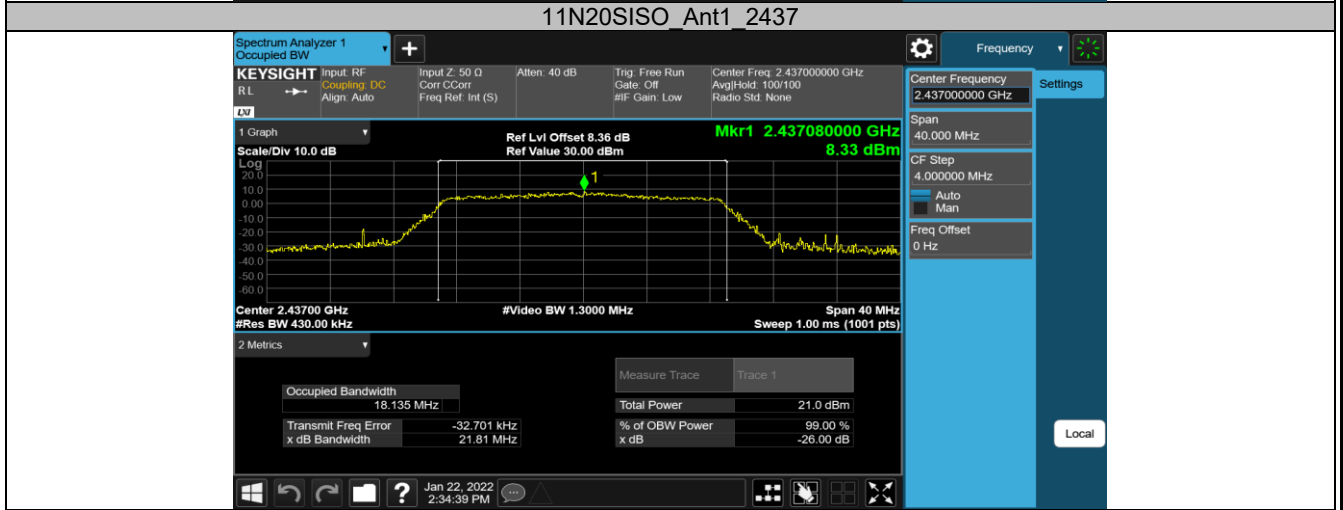 11N20SISO_Ant1_2437
Spectrum Analyzer 1
Occupied BW
Frequency
KEYSIGHT
R L
LXI
Input: RF
Coupling: DC
Align: Auto
Input Z: 50 Ω
Corr CCorr
Freq Ref: Int (S)
Atten: 40 dB
Trig: Free Run
Gate: Off
#IF Gain: Low
Center Freq: 2.437000000 GHz
Avg|Hold: 100/100
Radio Std: None
Center Frequency
2.437000000 GHz
Settings
Span
40.000 MHz
CF Step
4.000000 MHz
Auto
Man
Freq Offset
0 Hz
Local
1 Graph
Scale/Div 10.0 dB
Ref Lvl Offset 8.36 dB
Ref Value 30.00 dBm
Mkr1 2.437080000 GHz
8.33 dBm
Log
20.0
10.0
0.00
-10.0
-20.0
-30.0
-40.0
-50.0
-60.0
1
Center 2.43700 GHz
#Res BW 430.00 kHz
#Video BW 1.3000 MHz
Span 40 MHz
Sweep 1.00 ms (1001 pts)
2 Metrics
Measure Trace Trace 1
Occupied Bandwidth
18.135 MHz
Total Power 21.0 dBm
Transmit Freq Error -32.701 kHz
% of OBW Power 99.00 %
x dB Bandwidth 21.81 MHz
x dB -26.00 dB
?
Jan 22, 2022
2:34:39 PM